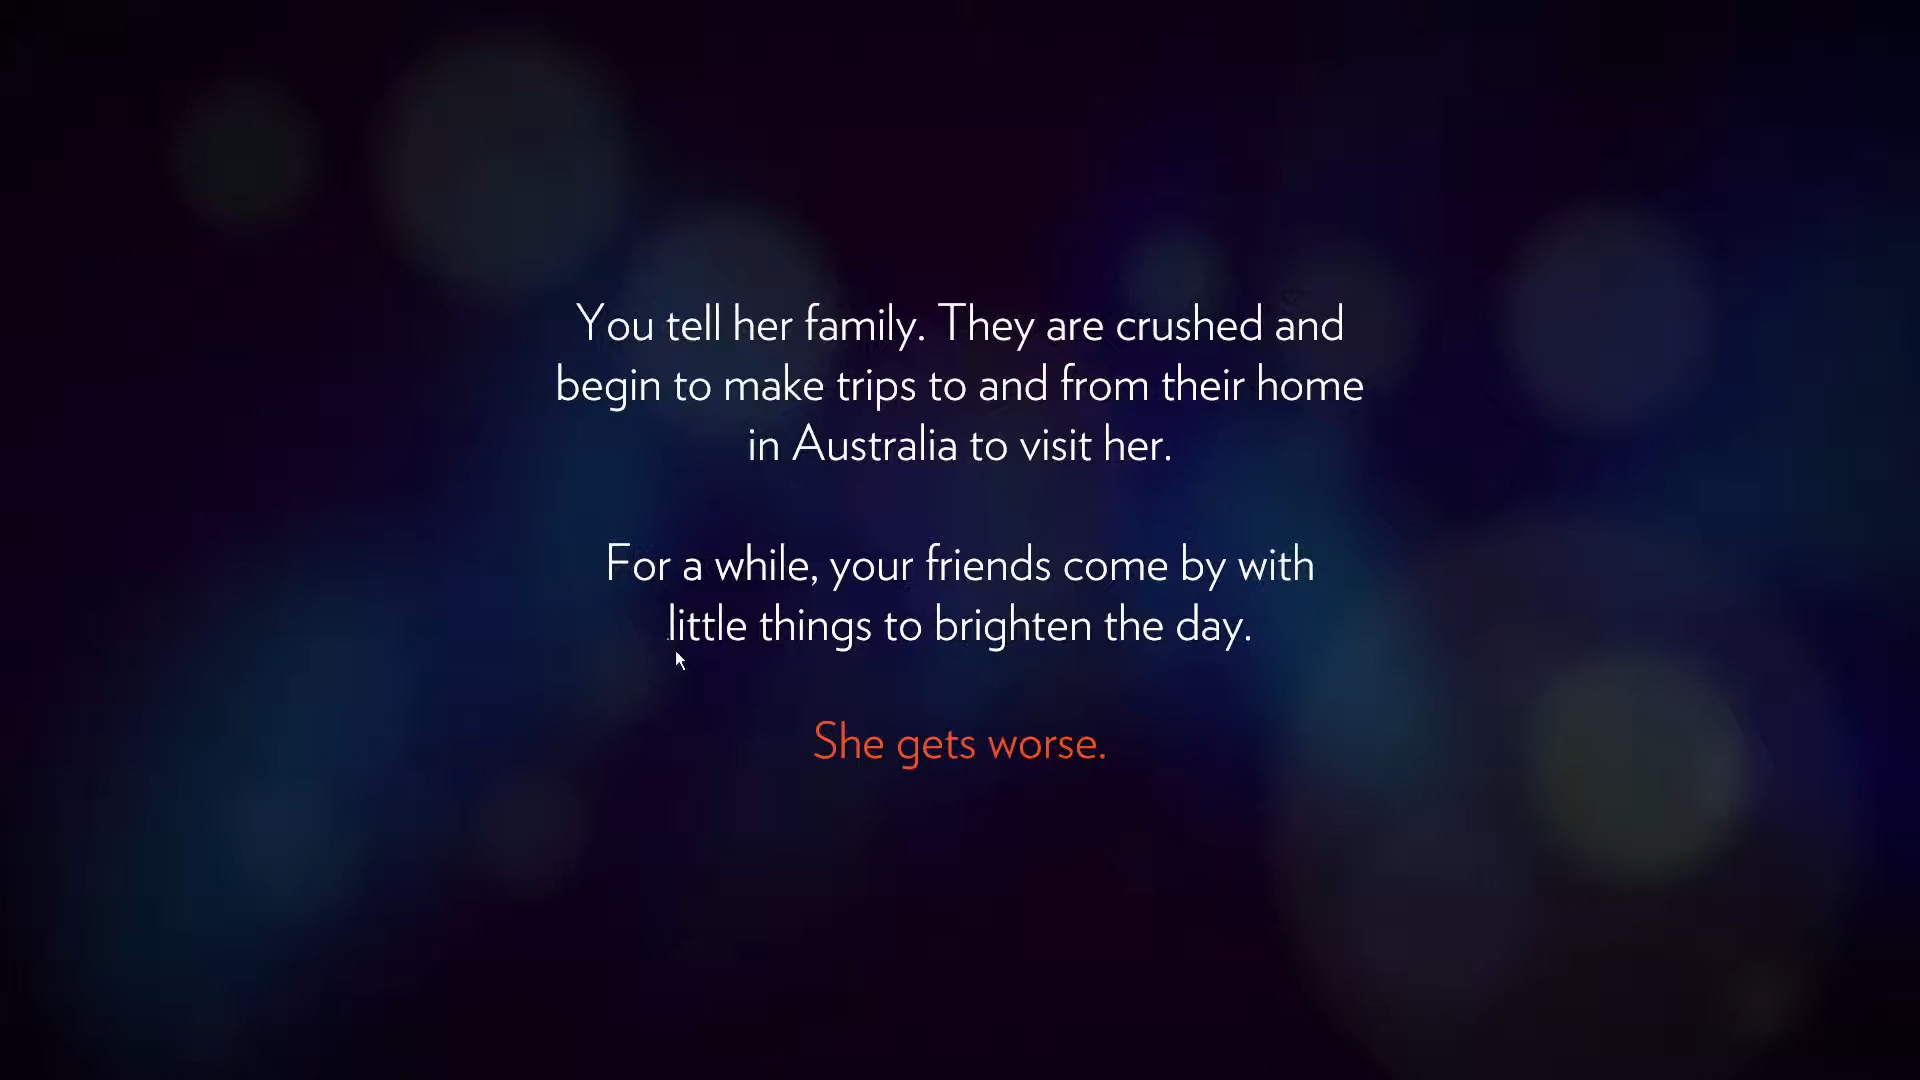 You tell her family. They are crushed and
begin to make trips to and from their home
in Australia to visit her.
For a while, your friends come by with
little things to brighten the day.
She gets worse.